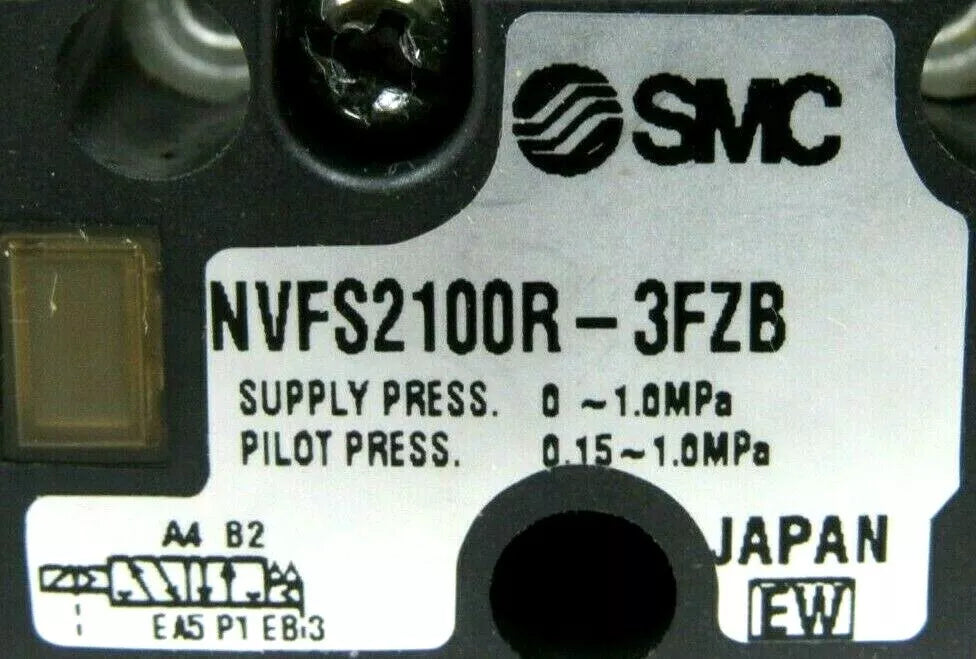 SMC
NVFS2100R-3FZB
SUPPLY PRESS. 0 ~1.0MPa
PILOT PRESS. 0.15~1.0MPa
A4 B2
EA5 P1 EB3
JAPAN
EW